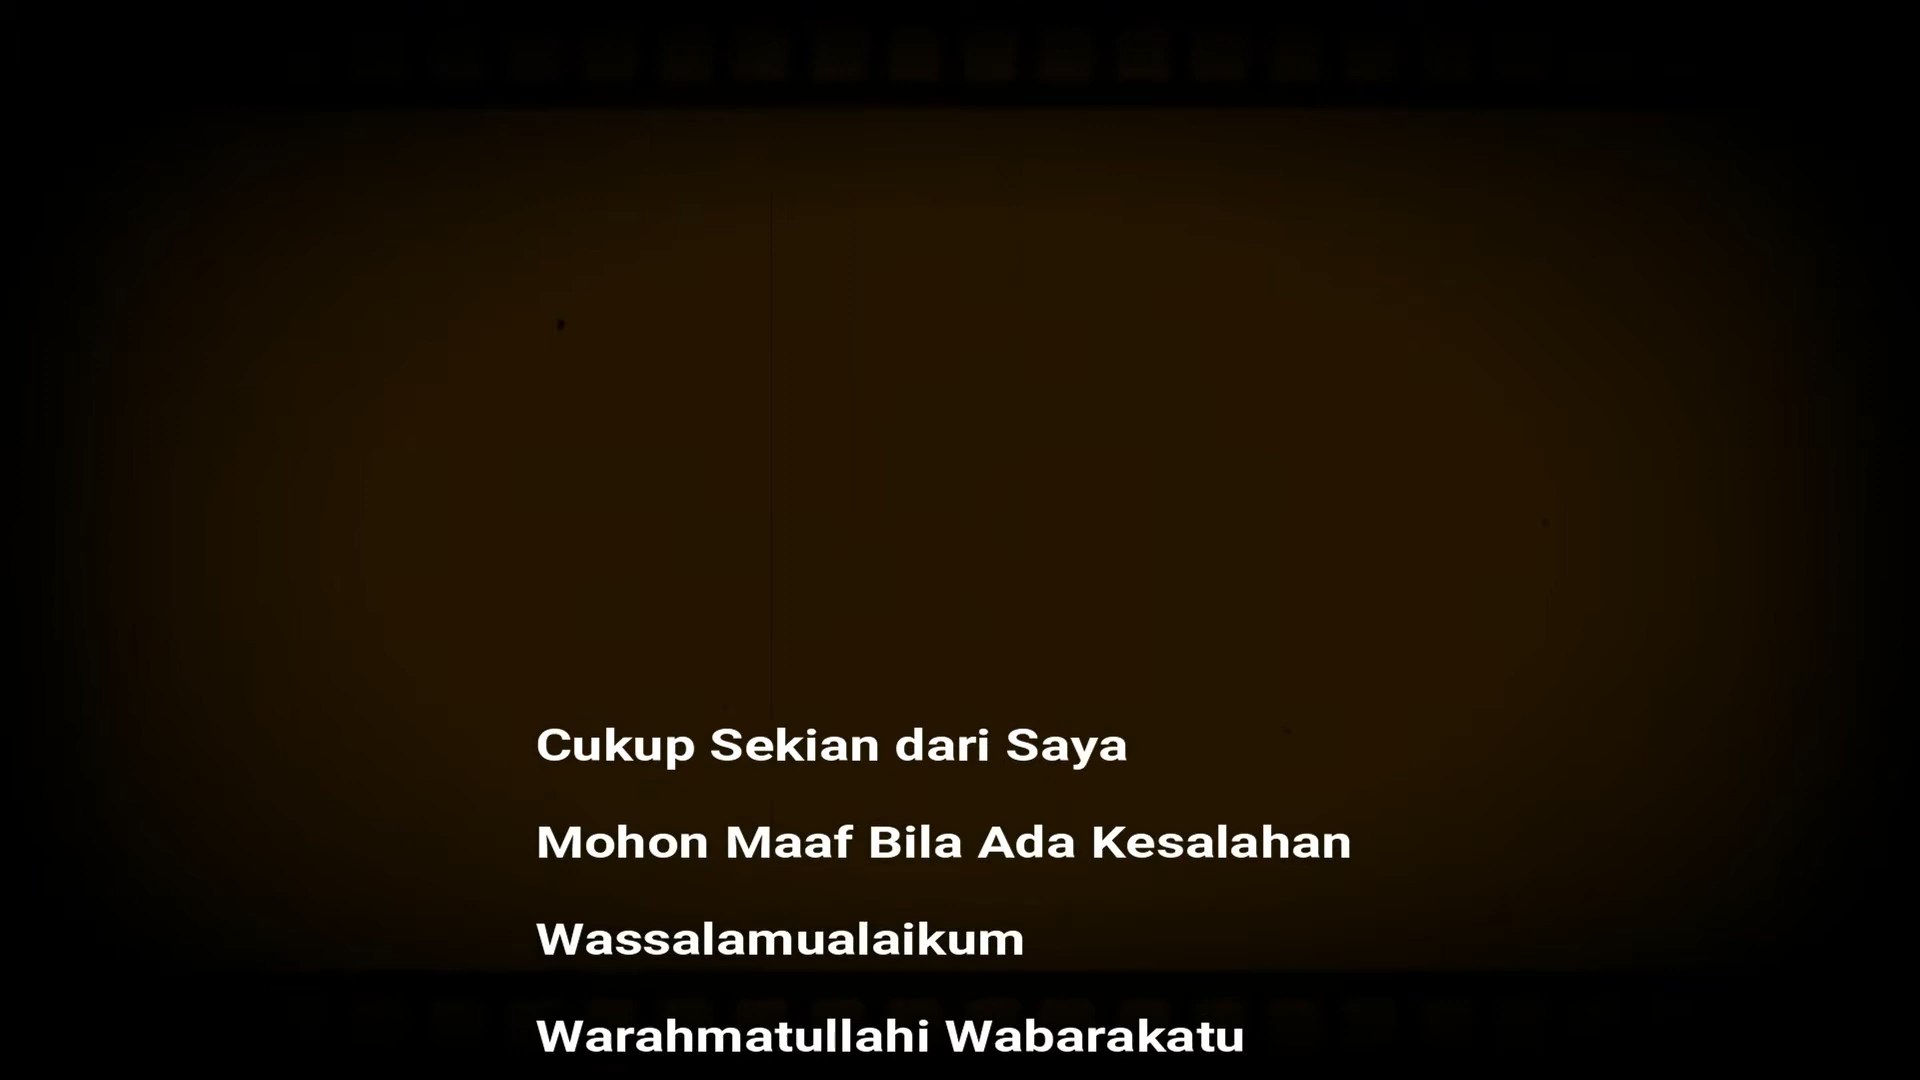 Cukup Sekian dari Saya
Mohon Maaf Bila Ada Kesalahan
Wassalamualaikum
Warahmatullahi Wabarakatu